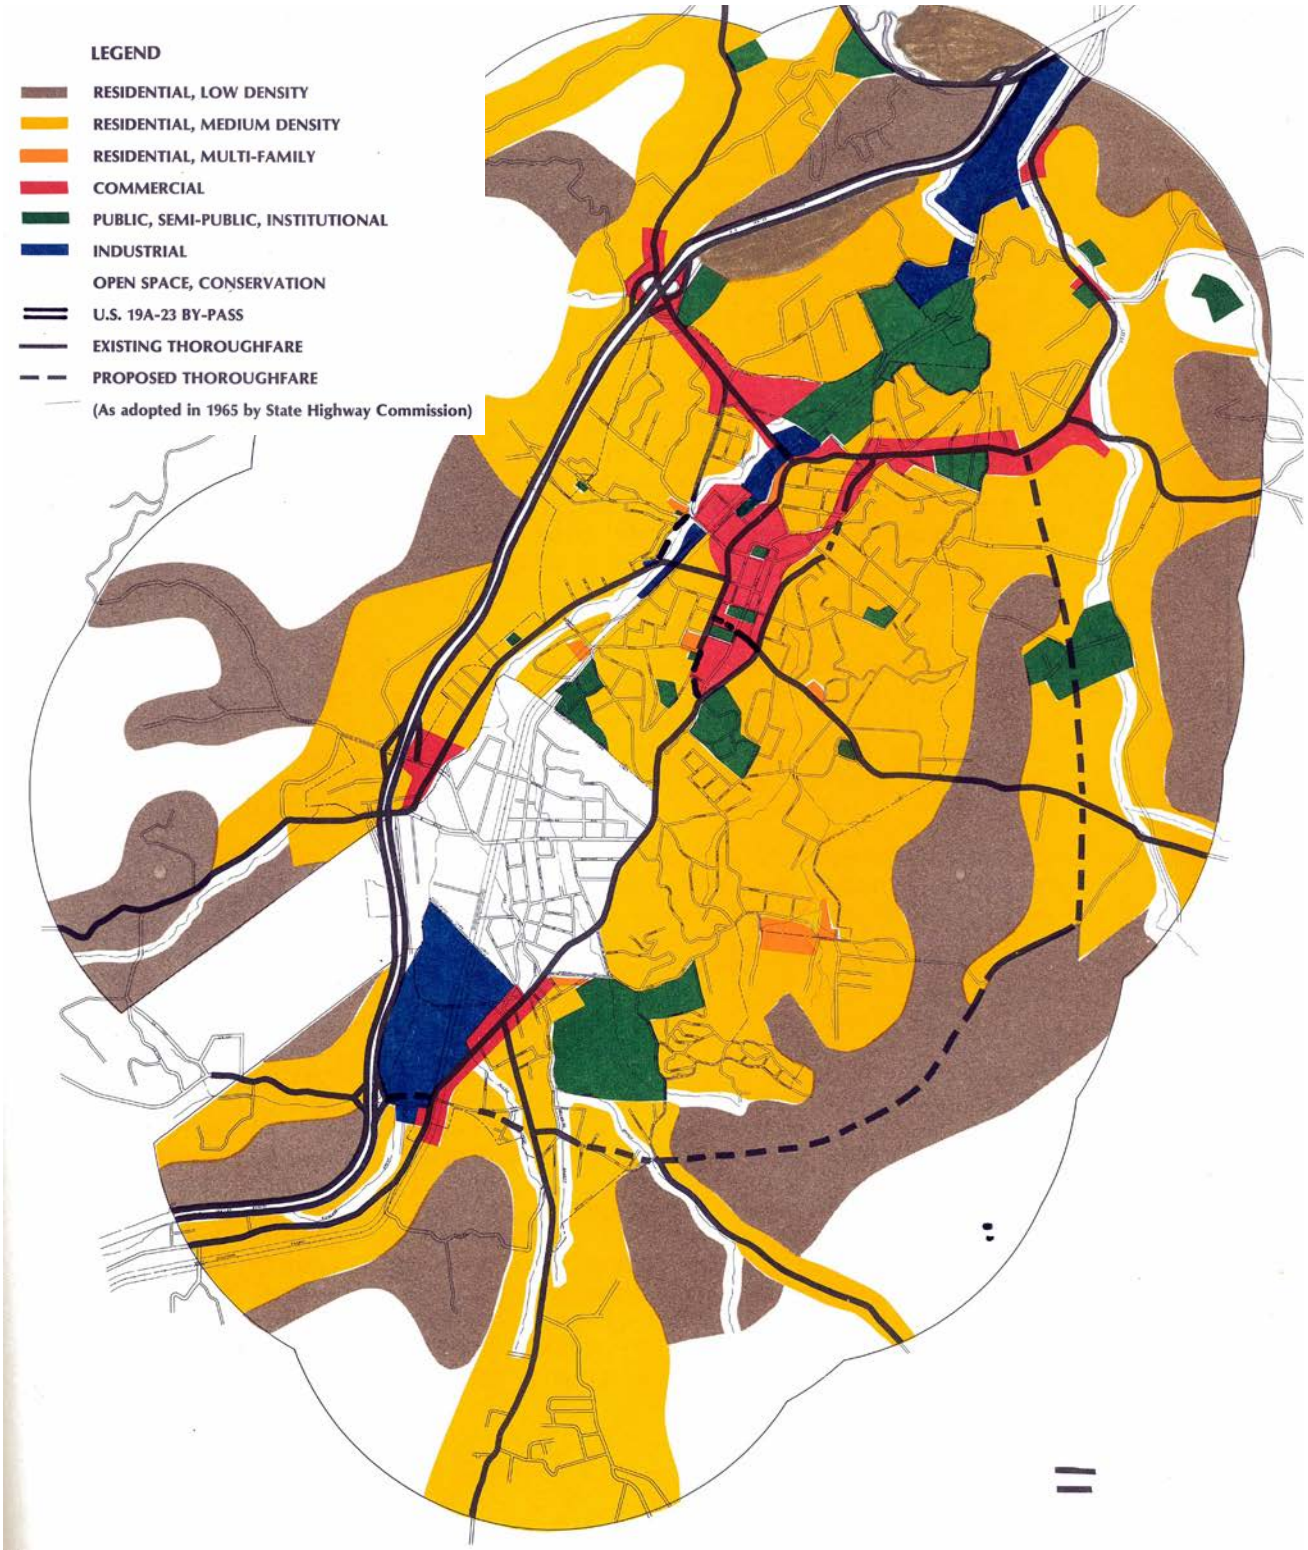 LEGEND
RESIDENTIAL, LOW DENSITY
RESIDENTIAL, MEDIUM DENSITY
RESIDENTIAL, MULTI-FAMILY
COMMERCIAL
PUBLIC, SEMI-PUBLIC, INSTITUTIONAL
INDUSTRIAL
OPEN SPACE, CONSERVATION
U.S. 19A-23 BY-PASS
EXISTING THOROUGHFARE
PROPOSED THOROUGHFARE
(As adopted in 1965 by State Highway Commission)